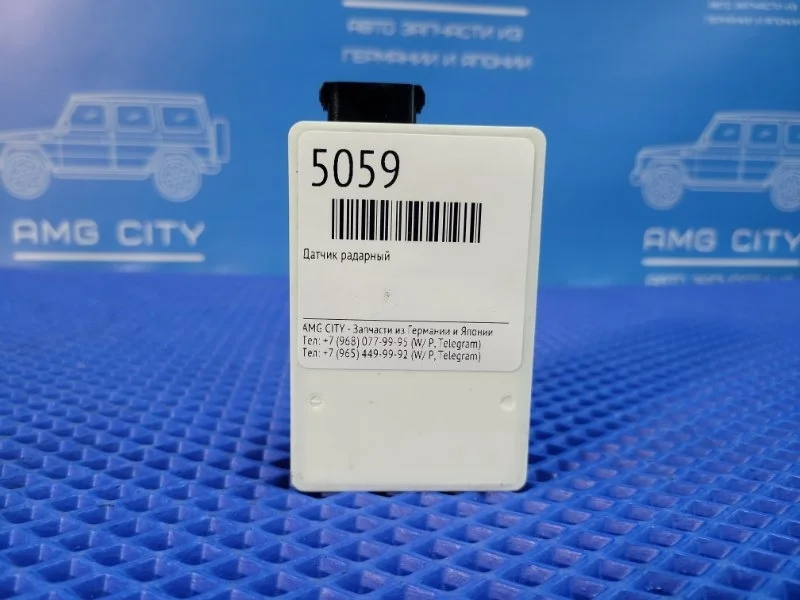 АВТО ЗАПЧАСТИ ИЗ
ГЕРМАНИИ И ЯПОНИИ
AMG CITY
AMG CITY
5059
Датчик радарный
AMG CITY - Запчасти из Германии и Японии
Тел: +7 (968) 077-99-95 (W/ P, Telegram)
Тел: +7 (965) 449-99-92 (W/ P, Telegram)